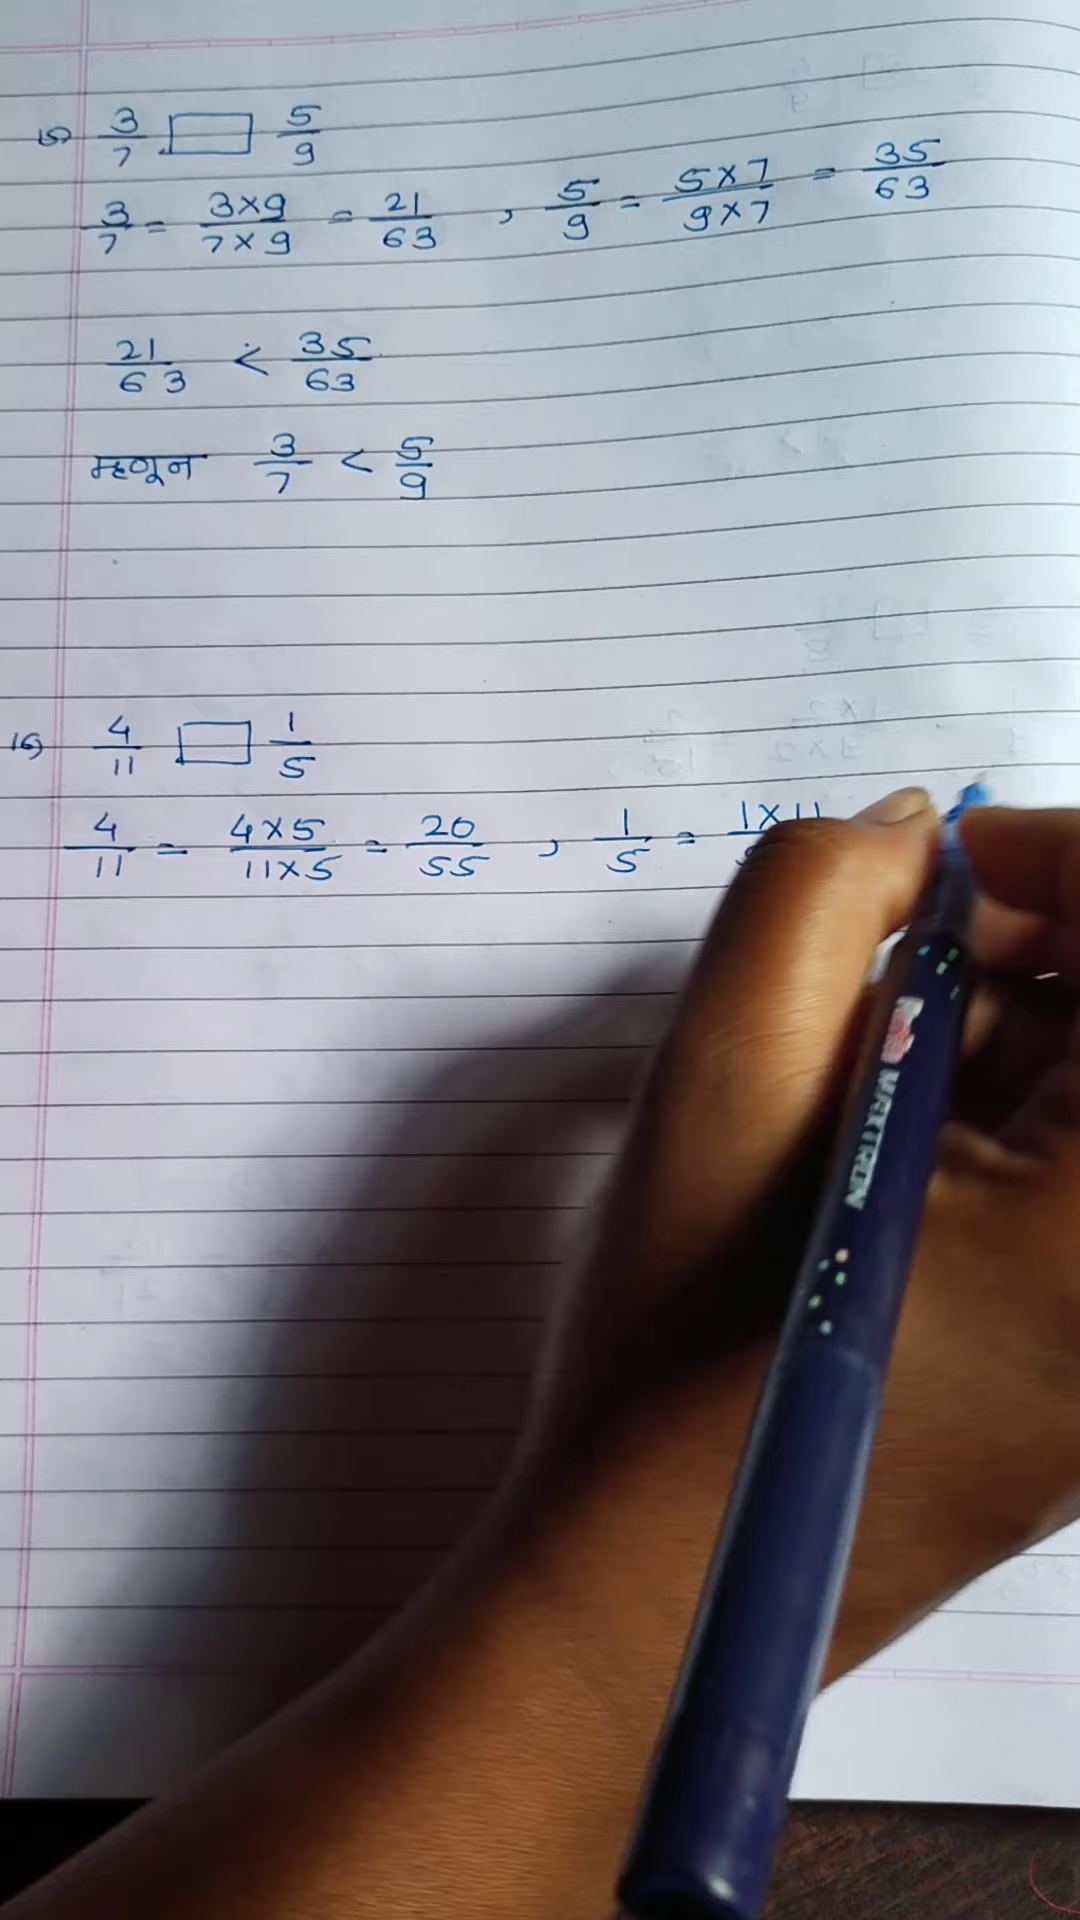 15) 3/7 □ 5/9
3/7 = 3×9/7×9 = 21/63 , 5/9 = 5×7/9×7 = 35/63
21/63 < 35/63
म्हणून 3/7 < 5/9
16) 4/11 □ 1/5
4/11 = 4×5/11×5 = 20/55 , 1/5 = 1×11
MAXTRON